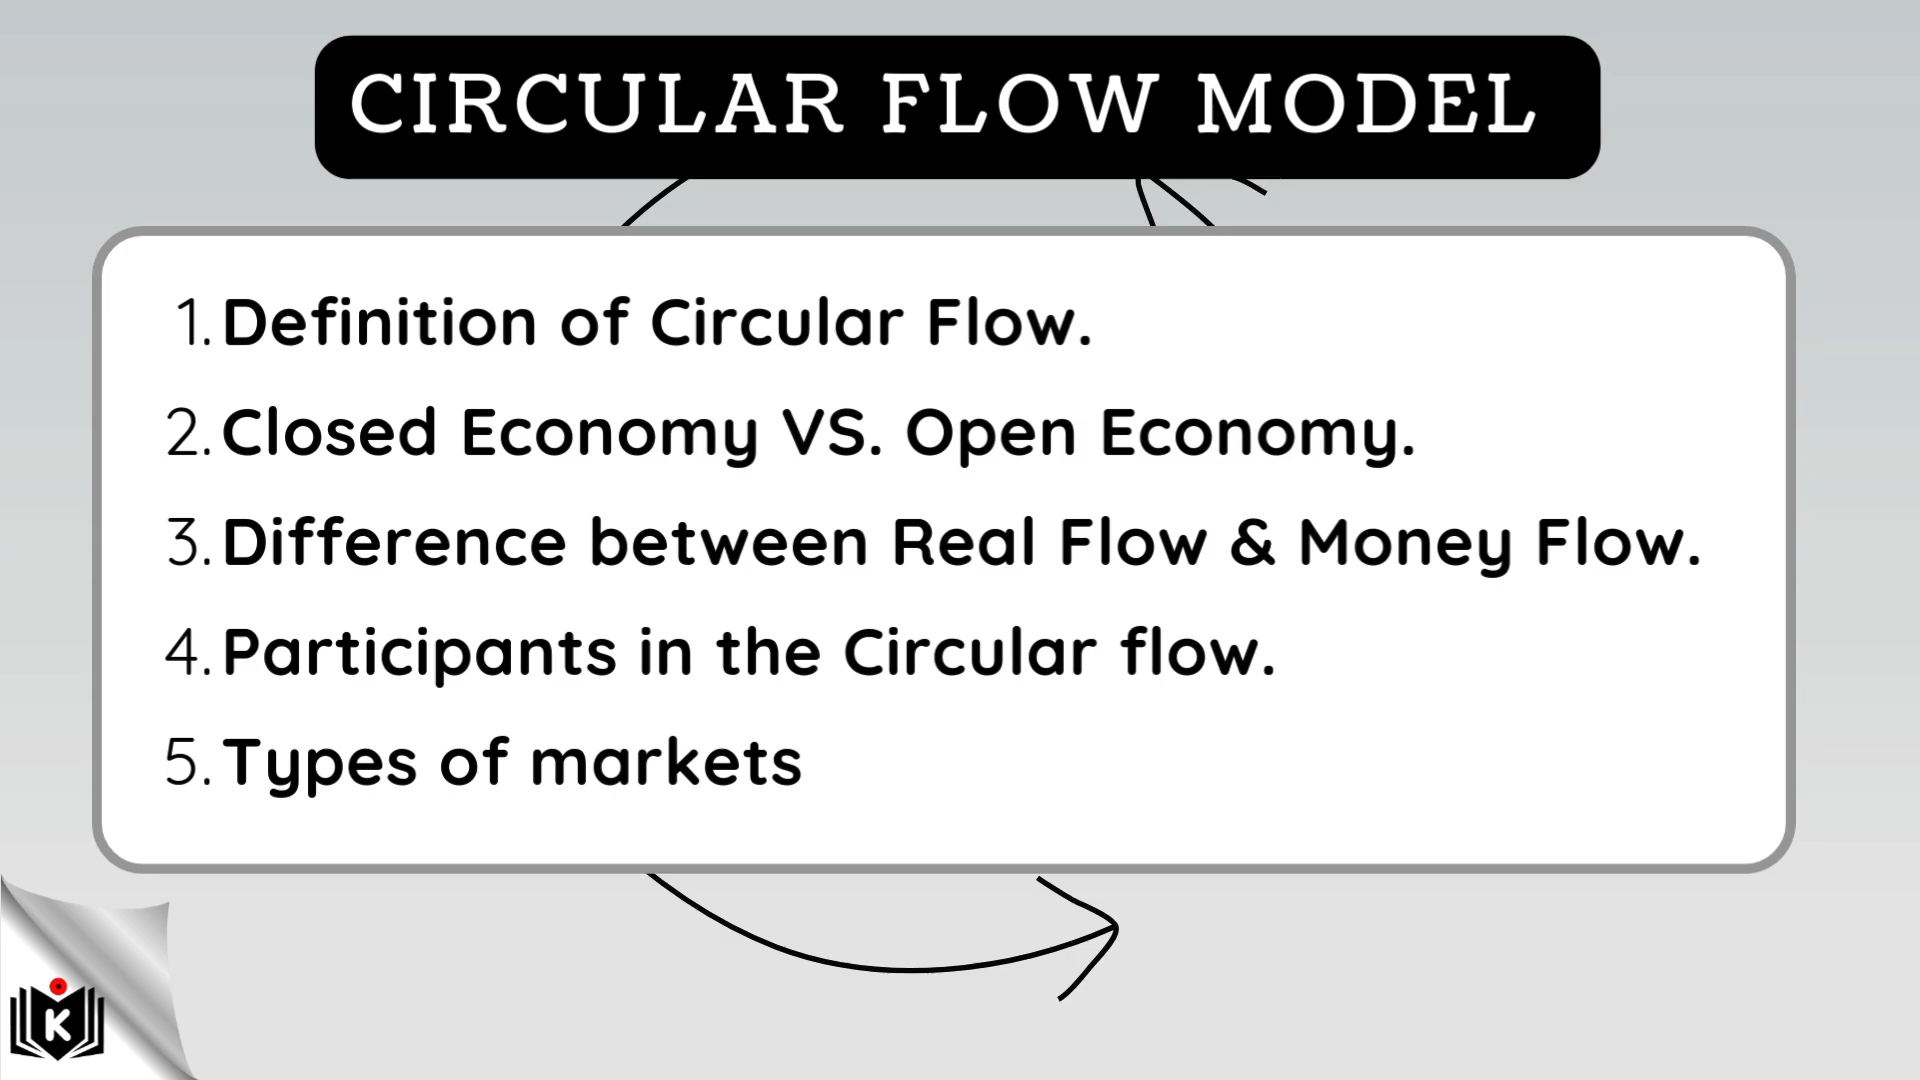 CIRCULAR FLOW MODEL
1. Definition of Circular Flow.
2. Closed Economy VS. Open Economy.
3. Difference between Real Flow & Money Flow.
4. Participants in the Circular flow.
5. Types of markets
K